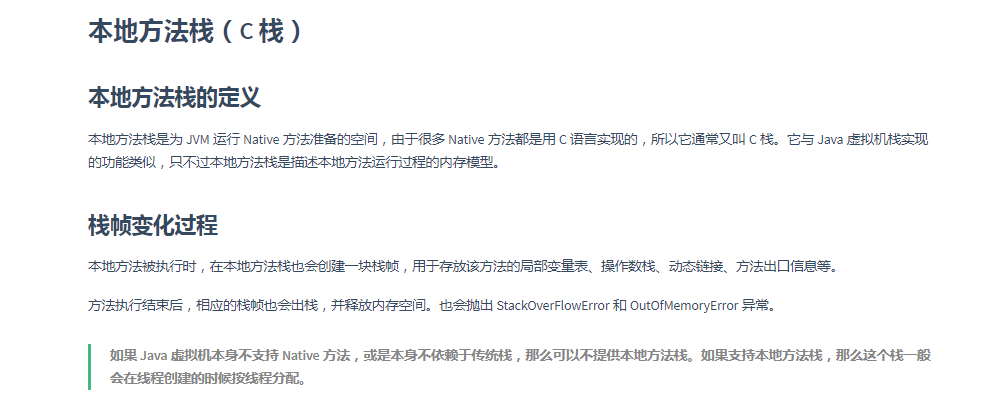 本地方法栈（C 栈）
本地方法栈的定义
本地方法栈是为 JVM 运行 Native 方法准备的空间，由于很多 Native 方法都是用 C 语言实现的，所以它通常又叫 C 栈。它与 Java 虚拟机栈实现
的功能类似，只不过本地方法栈是描述本地方法运行过程的内存模型。
栈帧变化过程
本地方法被执行时，在本地方法栈也会创建一块栈帧，用于存放该方法的局部变量表、操作数栈、动态链接、方法出口信息等。
方法执行结束后，相应的栈帧也会出栈，并释放内存空间。也会抛出 StackOverFlowError 和 OutOfMemoryError 异常。
如果 Java 虚拟机本身不支持 Native 方法，或是本身不依赖于传统栈，那么可以不提供本地方法栈。如果支持本地方法栈，那么这个栈一般
会在线程创建的时候按线程分配。